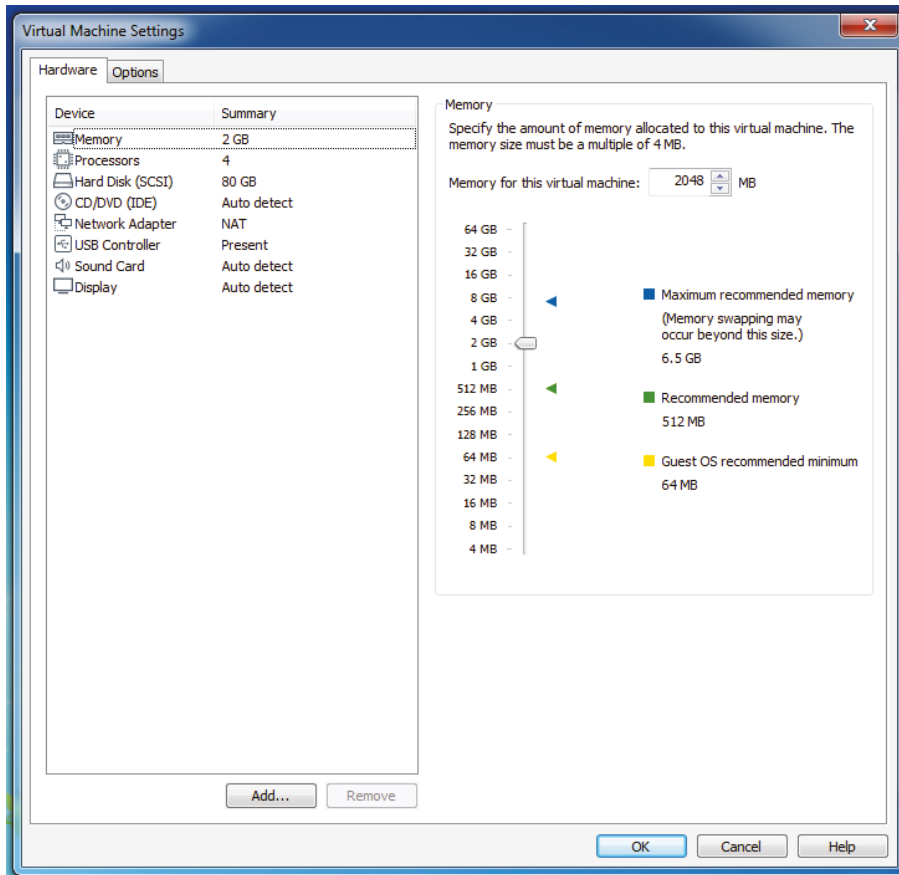 Virtual Machine Settings
Hardware
Options
Device Summary
Memory 2 GB
Processors 4
Hard Disk (SCSI) 80 GB
CD/DVD (IDE) Auto detect
Network Adapter NAT
USB Controller Present
Sound Card Auto detect
Display Auto detect
Add...
Remove
Memory
Specify the amount of memory allocated to this virtual machine. The
memory size must be a multiple of 4 MB.
Memory for this virtual machine: 2048 MB
64 GB
32 GB
16 GB
8 GB
4 GB
2 GB
1 GB
512 MB
256 MB
128 MB
64 MB
32 MB
16 MB
8 MB
4 MB
Maximum recommended memory
(Memory swapping may
occur beyond this size.)
6.5 GB
Recommended memory
512 MB
Guest OS recommended minimum
64 MB
OK
Cancel
Help